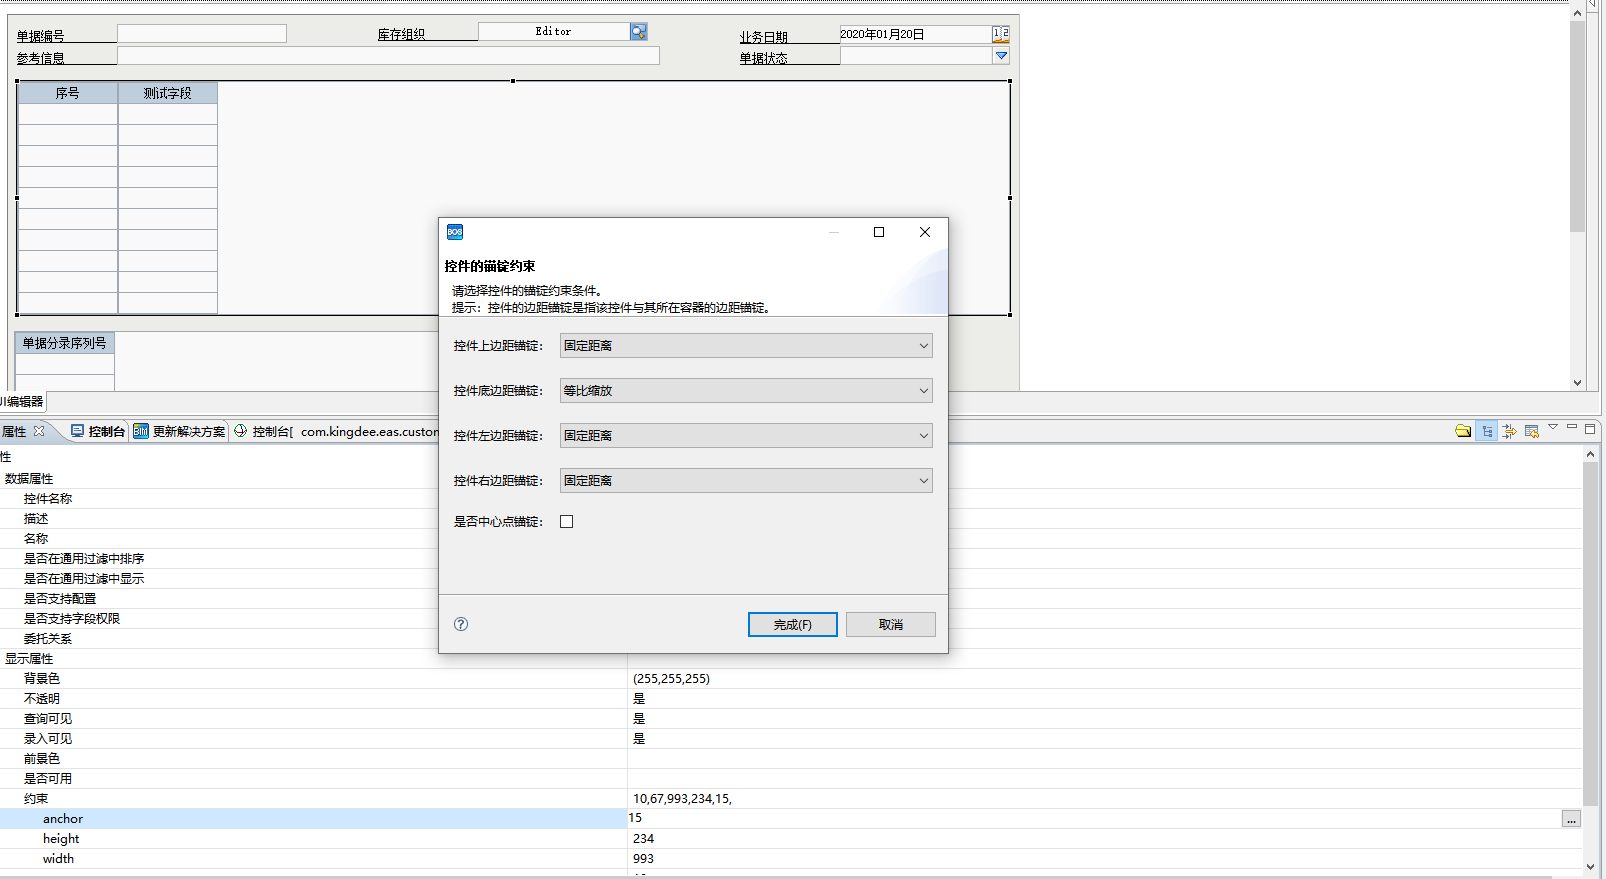 单据编号
库存组织
Editor
业务日期
2020年01月20日
参考信息
单据状态
序号
测试字段
BOS
控件的锚锭约束
请选择控件的锚锭约束条件。
提示：控件的边距锚锭是指该控件与其所在容器的边距锚锭。
单据分录序列号
控件上边距锚锭：
固定距离
控件底边距锚锭：
等比缩放
控件左边距锚锭：
固定距离
控件右边距锚锭：
固定距离
是否中心点锚锭：
完成(F)
取消
UI编辑器
属性
控制台
BIM
更新解决方案
控制台[ com.kingdee.eas.custom
性
数据属性
控件名称
描述
名称
是否在通用过滤中排序
是否在通用过滤中显示
是否支持配置
是否支持字段权限
委托关系
显示属性
背景色
(255,255,255)
不透明
是
查询可见
是
录入可见
是
前景色
是否可用
约束
10,67,993,234,15,
anchor
15
...
height
234
width
993